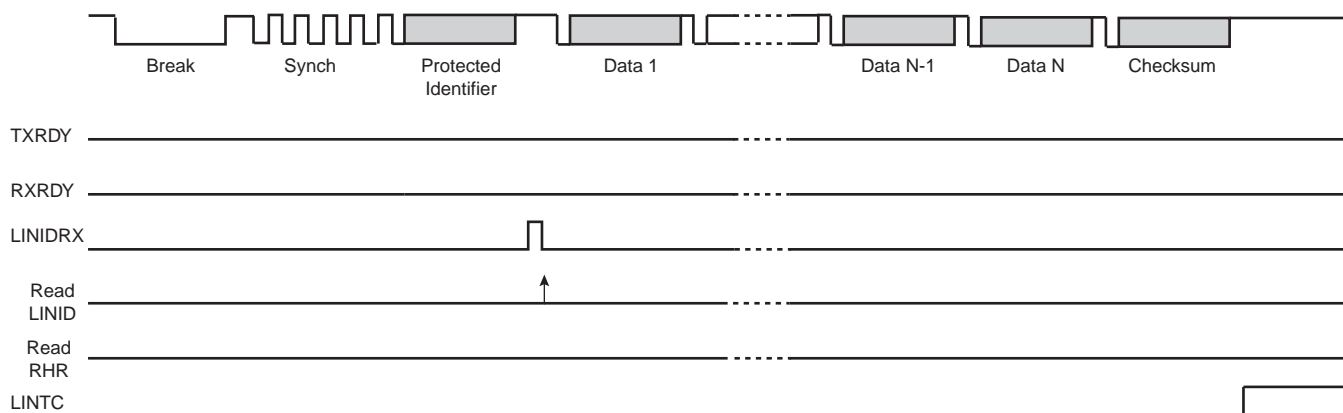 Break Synch Protected Data 1 Data N-1 Data N Checksum
Identifier
TXRDY
RXRDY
LINIDRX
Read
LINID
Read
RHR
LINTC